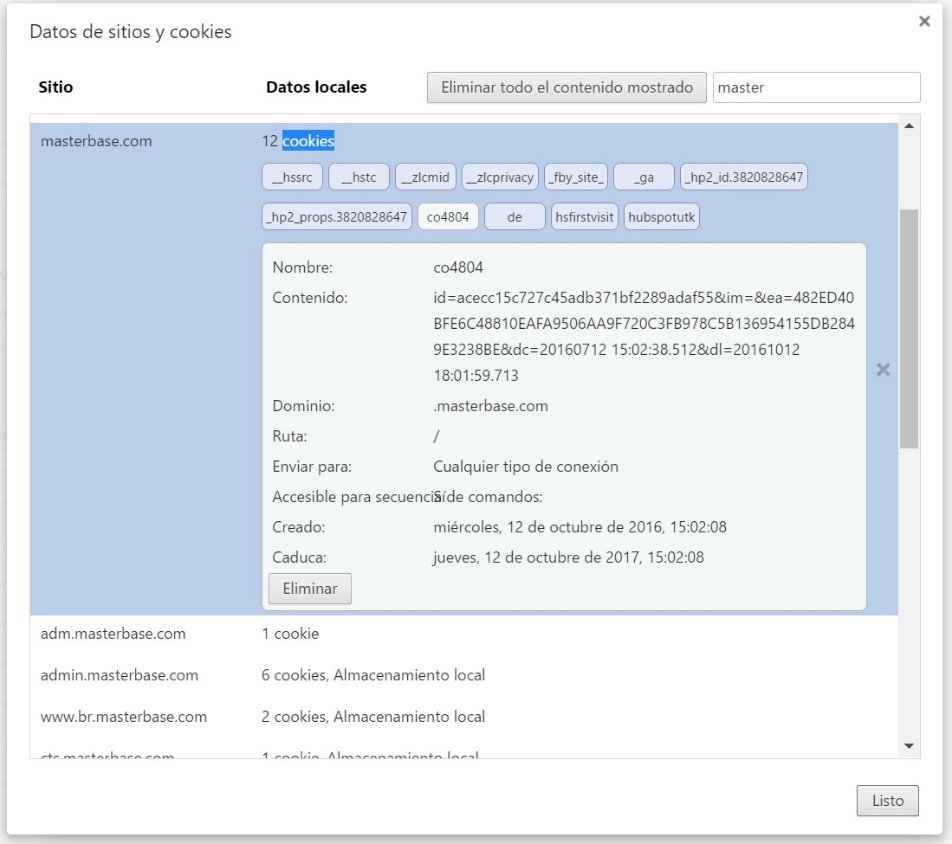 Datos de sitios y cookies
Sitio Datos locales Eliminar todo el contenido mostrado master
masterbase.com 12 cookies
__hssrc __hstc __zlcmid __zlcprivacy _fby_site_ _ga _hp2_id.3820828647
_hp2_props.3820828647 co4804 de hsfirstvisit hubspotutk
Nombre: co4804
Contenido: id=acecc15c727c45adb371bf2289adaf55&im=&ea=482ED40
BFE6C48810EAFA9506AA9F720C3FB978C5B136954155DB284
9E3238BE&dc=20160712 15:02:38.512&dl=20161012
18:01:59.713
Dominio: .masterbase.com
Ruta: /
Enviar para: Cualquier tipo de conexión
Accesible para secuencia de comandos: Sí
Creado: miércoles, 12 de octubre de 2016, 15:02:08
Caduca: jueves, 12 de octubre de 2017, 15:02:08
Eliminar
adm.masterbase.com 1 cookie
admin.masterbase.com 6 cookies, Almacenamiento local
www.br.masterbase.com 2 cookies, Almacenamiento local
cts.masterbase.com 1 cookie, Almacenamiento local
Listo